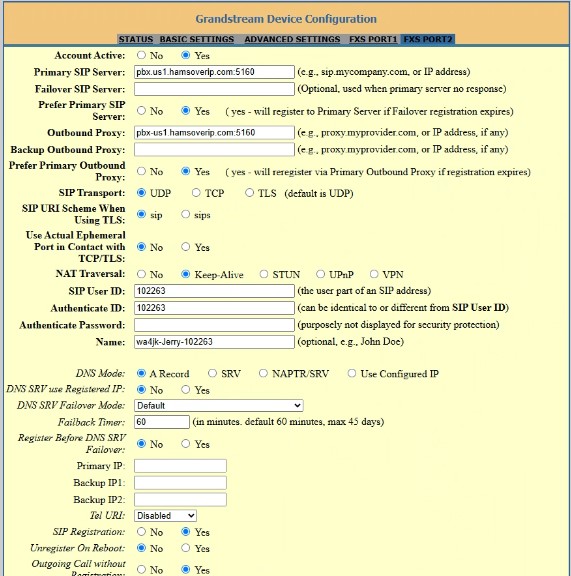 Grandstream Device Configuration
STATUS BASIC SETTINGS ADVANCED SETTINGS FXS PORT1 FXS PORT2
Account Active: No Yes
Primary SIP Server: pbx.us1.hamsoverip.com:5160 (e.g., sip.mycompany.com, or IP address)
Failover SIP Server: (Optional, used when primary server no response)
Prefer Primary SIP
Server: No Yes ( yes - will register to Primary Server if Failover registration expires)
Outbound Proxy: pbx-us1.hamsoverip.com:5160 (e.g., proxy.myprovider.com, or IP address, if any)
Backup Outbound Proxy: (e.g., proxy.myprovider.com, or IP address, if any)
Prefer Primary Outbound
Proxy: No Yes ( yes - will reregister via Primary Outbound Proxy if registration expires)
SIP Transport: UDP TCP TLS (default is UDP)
SIP URI Scheme When
Using TLS: sip sips
Use Actual Ephemeral
Port in Contact with No Yes
TCP/TLS:
NAT Traversal: No Keep-Alive STUN UPnP VPN
SIP User ID: 102263 (the user part of an SIP address)
Authenticate ID: 102263 (can be identical to or different from SIP User ID)
Authenticate Password: (purposely not displayed for security protection)
Name: wa4jk-Jerry-102263 (optional, e.g., John Doe)
DNS Mode: A Record SRV NAPTR/SRV Use Configured IP
DNS SRV use Registered IP: No Yes
DNS SRV Failover Mode: Default
Failback Timer: 60 (in minutes. default 60 minutes, max 45 days)
Register Before DNS SRV
Failover: No Yes
Primary IP:
Backup IP1:
Backup IP2:
Tel URI: Disabled
SIP Registration: No Yes
Unregister On Reboot: No Yes
Outgoing Call without
Registration: No Yes